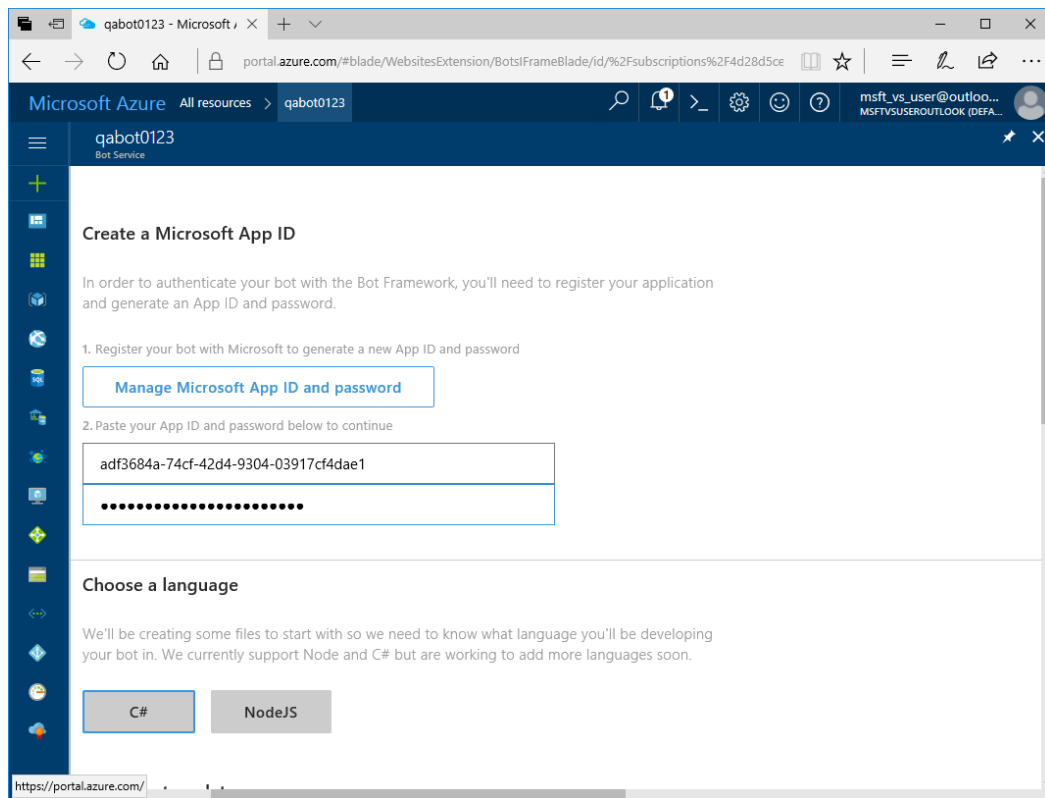 qabot0123 - Microsoft A
portal.azure.com/#blade/WebsitesExtension/BotsIFrameBlade/id/%2Fsubscriptions%2F4d28d5ce
Microsoft Azure All resources > qabot0123
1
msft_vs_user@outloo...
MSFTVSUSEROUTLOOK (DEFA...
qabot0123
Bot Service
Create a Microsoft App ID
In order to authenticate your bot with the Bot Framework, you'll need to register your application
and generate an App ID and password.
1. Register your bot with Microsoft to generate a new App ID and password
Manage Microsoft App ID and password
2. Paste your App ID and password below to continue
adf3684a-74cf-42d4-9304-03917cf4dae1
Choose a language
We'll be creating some files to start with so we need to know what language you'll be developing
your bot in. We currently support Node and C# but are working to add more languages soon.
C# NodeJS
https://portal.azure.com/